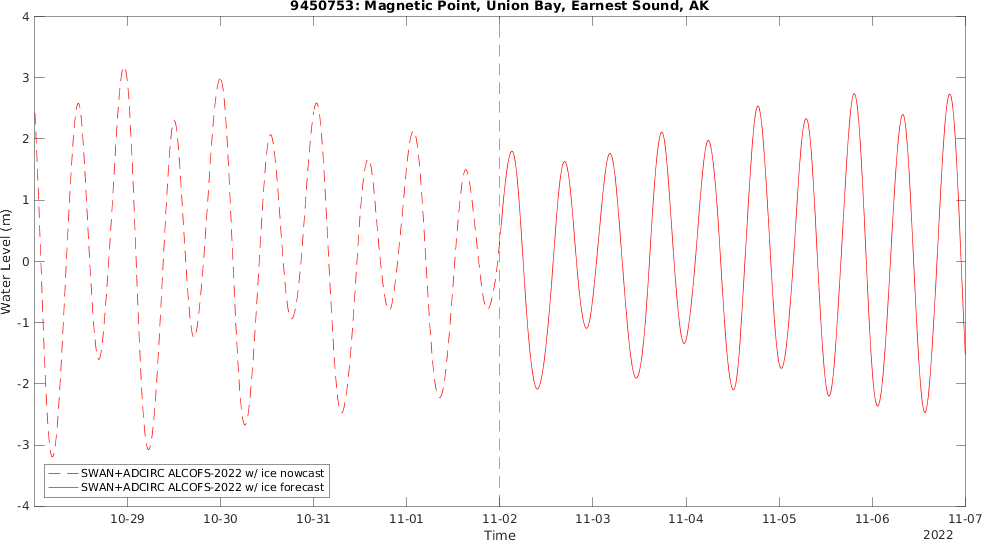 9450753: Magnetic Point, Union Bay, Earnest Sound, AK
4
3
2
1
0
-1
-2
-3
-4
Water Level (m)
SWAN+ADCIRC ALCOFS-2022 w/ ice nowcast
SWAN+ADCIRC ALCOFS-2022 w/ ice forecast
10-29 10-30 10-31 11-01 11-02 11-03 11-04 11-05 11-06 11-07
Time
2022